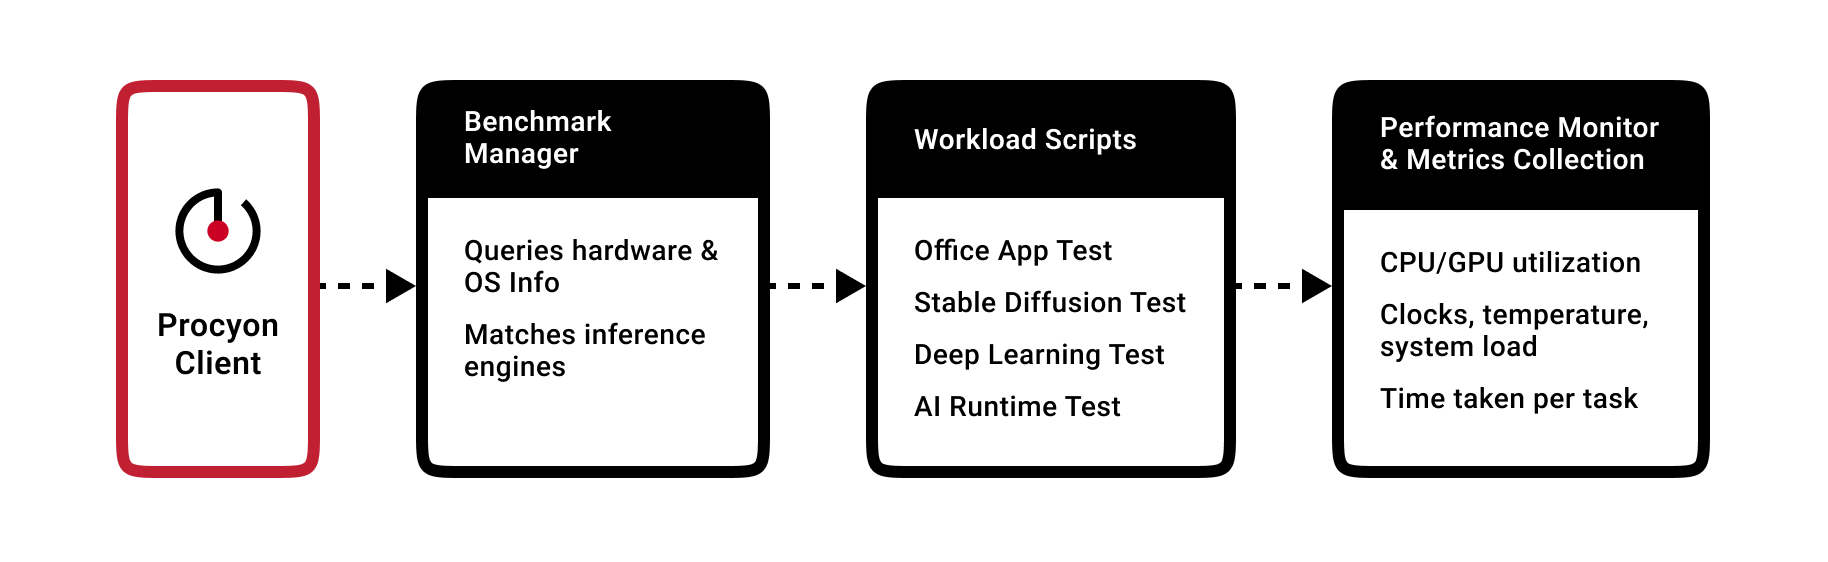 Procyon
Client
Benchmark
Manager
Queries hardware &
OS Info
Matches inference
engines
Workload Scripts
Office App Test
Stable Diffusion Test
Deep Learning Test
AI Runtime Test
Performance Monitor
& Metrics Collection
CPU/GPU utilization
Clocks, temperature,
system load
Time taken per task